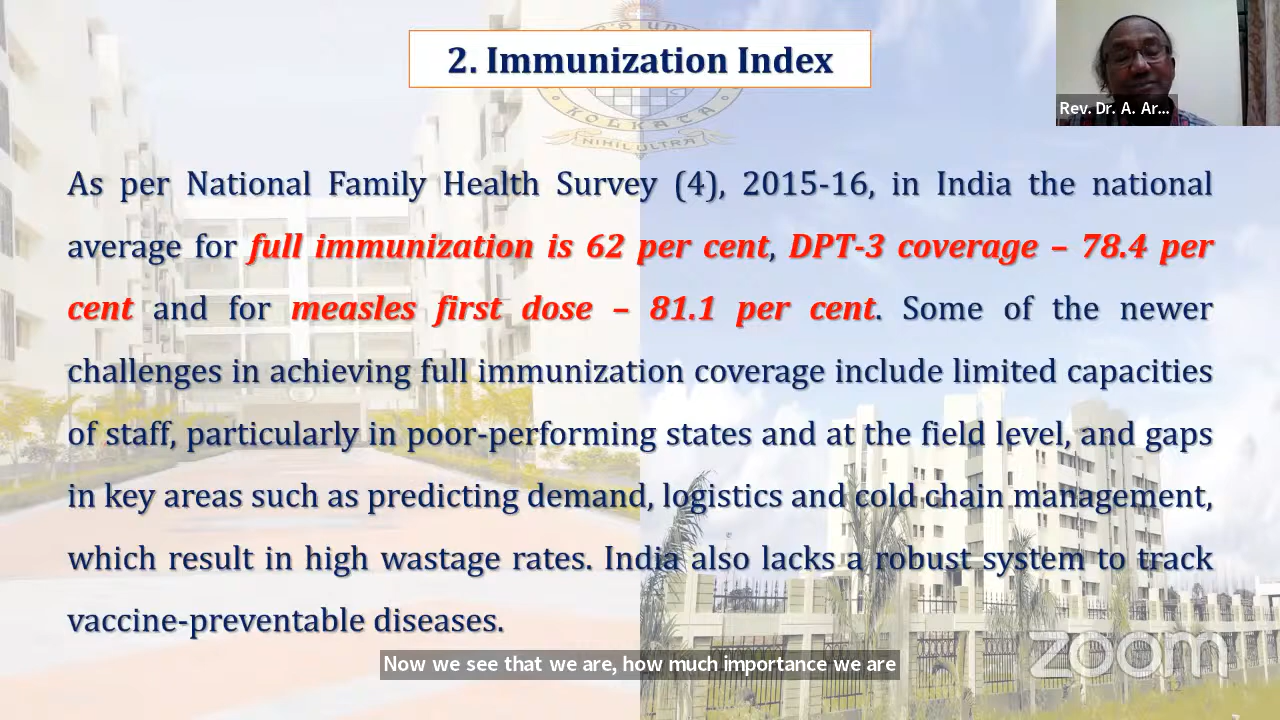 2. Immunization Index
Rev. Dr. A. Ar...
KOLKATA
NIHIL ULTRA
As per National Family Health Survey (4), 2015-16, in India the national
average for full immunization is 62 per cent, DPT-3 coverage – 78.4 per
cent and for measles first dose – 81.1 per cent. Some of the newer
challenges in achieving full immunization coverage include limited capacities
of staff, particularly in poor-performing states and at the field level, and gaps
in key areas such as predicting demand, logistics and cold chain management,
which result in high wastage rates. India also lacks a robust system to track
vaccine-preventable diseases.
Now we see that we are, how much importance we are
zoom
12